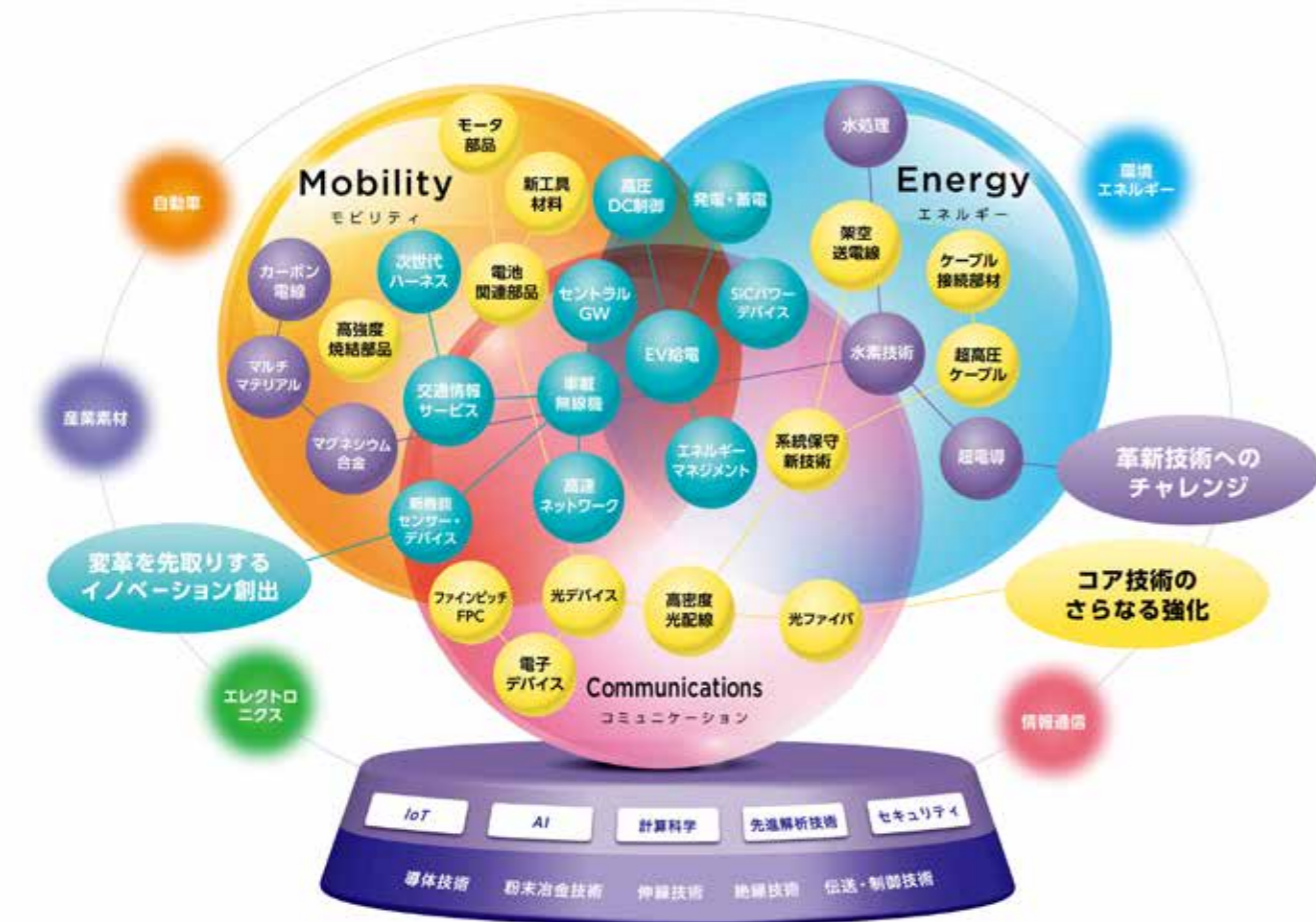 モータ
部品
水処理
Mobility
モビリティ
新工具
材料
高圧
DC制御
発電・蓄電
Energy
エネルギー
環境
エネルギー
自動車
カーボン
電線
次世代
ハーネス
電池
関連部品
セントラル
GW
SiCパワー
デバイス
架空
送電線
ケーブル
接続部材
高強度
焼結部品
EV給電
水素技術
超高圧
ケーブル
マルチ
マテリアル
交通情報
サービス
車載
無線機
産業素材
マグネシウム
合金
エネルギー
マネジメント
系統保守
新技術
超電導
革新技術への
チャレンジ
高速
ネットワーク
新機能
センサー・
デバイス
変革を先取りする
イノベーション創出
ファインピッチ
FPC
光デバイス
高密度
光配線
光ファイバ
コア技術の
さらなる強化
電子
デバイス
Communications
コミュニケーション
エレクトロ
ニクス
情報通信
IoT
AI
計算科学
先進解析技術
セキュリティ
導体技術
粉末冶金技術
伸線技術
絶縁技術
伝送・制御技術